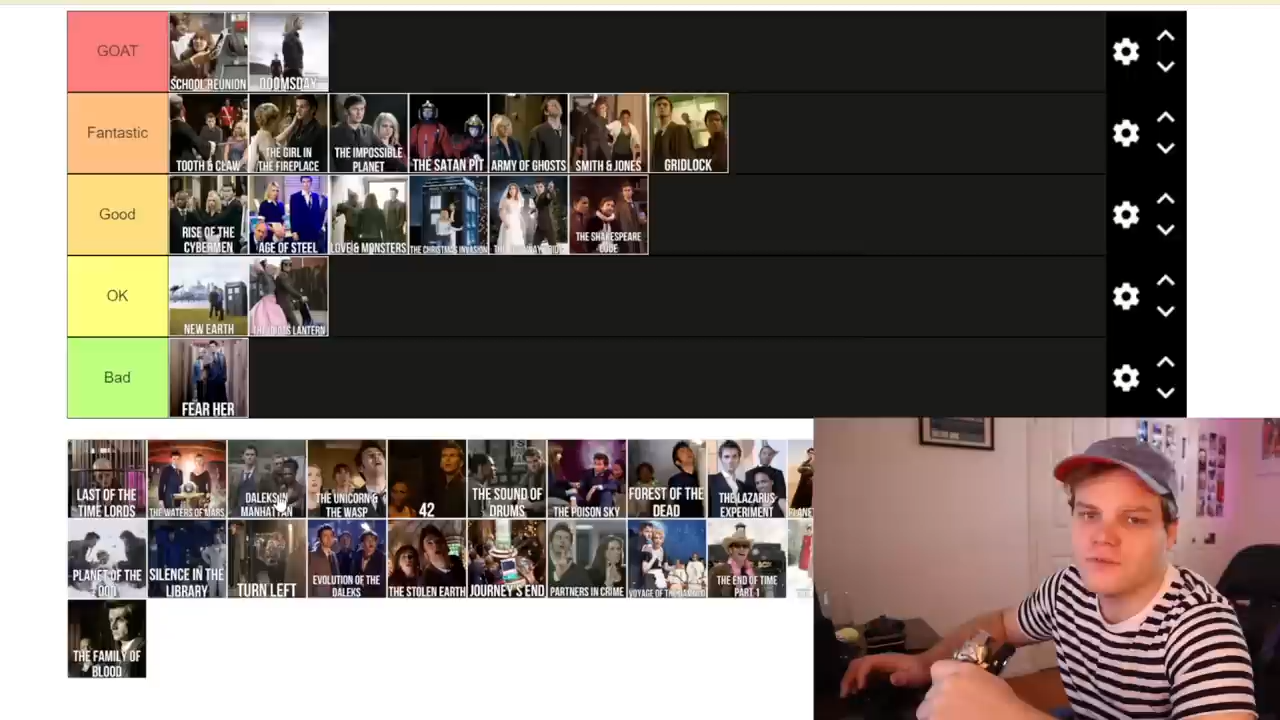 GOAT
SCHOOL REUNION
DOOMSDAY
Fantastic
TOOTH & CLAW
THE GIRL IN
THE FIREPLACE
THE IMPOSSIBLE
PLANET
THE SATAN PIT
ARMY OF GHOSTS
SMITH & JONES
GRIDLOCK
Good
RISE OF THE
CYBERMEN
AGE OF STEEL
LOVE & MONSTERS
THE CHRISTMAS INVASION
THE
THE SHAKESPEARE
CODE
OK
NEW EARTH
THE IDIOTS LANTERN
Bad
FEAR HER
LAST OF THE
TIME LORDS
THE WATERS OF MARS
DALEKS IN
MANHATTAN
THE UNICORN &
THE WASP
42
THE SOUND OF
DRUMS
THE POISON SKY
FOREST OF THE
DEAD
THE LAZARUS
EXPERIMENT
PLANET OF THE
SILENCE IN THE
LIBRARY
TURN LEFT
EVOLUTION OF THE
DALEKS
THE STOLEN EARTH
JOURNEY'S END
PARTNERS IN CRIME
VOYAGE OF THE DAMNED
THE END OF TIME
PART 1
THE FAMILY OF
BLOOD